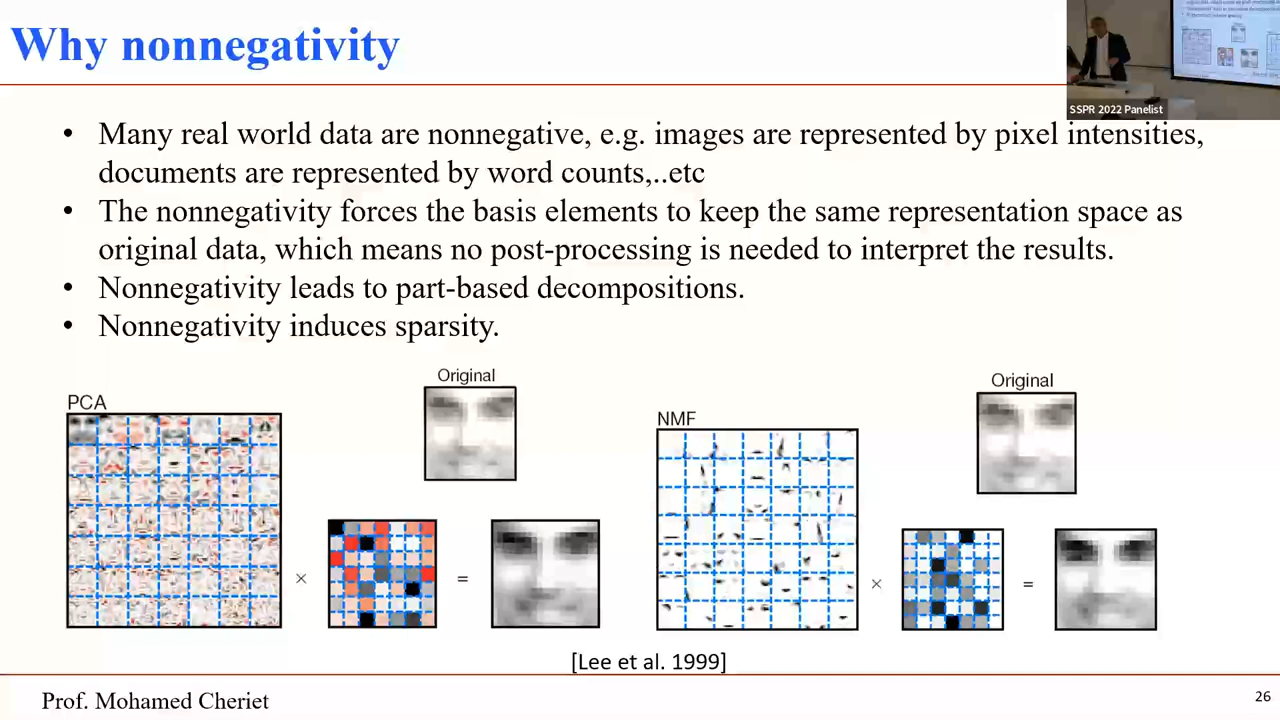 Why nonnegativity
SSPR 2022 Panelist
• Many real world data are nonnegative, e.g. images are represented by pixel intensities,
documents are represented by word counts,..etc
• The nonnegativity forces the basis elements to keep the same representation space as
original data, which means no post-processing is needed to interpret the results.
• Nonnegativity leads to part-based decompositions.
• Nonnegativity induces sparsity.
Original
PCA
× =
Original
NMF
× =
[Lee et al. 1999]
Prof. Mohamed Cheriet
26